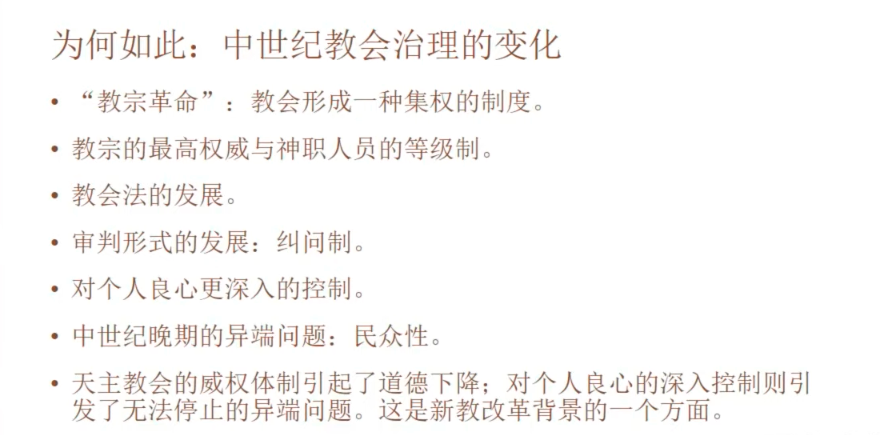 为何如此：中世纪教会治理的变化
• “教宗革命”：教会形成一种集权的制度。
• 教宗的最高权威与神职人员的等级制。
• 教会法的发展。
• 审判形式的发展：纠问制。
• 对个人良心更深入的控制。
• 中世纪晚期的异端问题：民众性。
• 天主教会的威权体制引起了道德下降；对个人良心的深入控制则引
发了无法停止的异端问题。这是新教改革背景的一个方面。